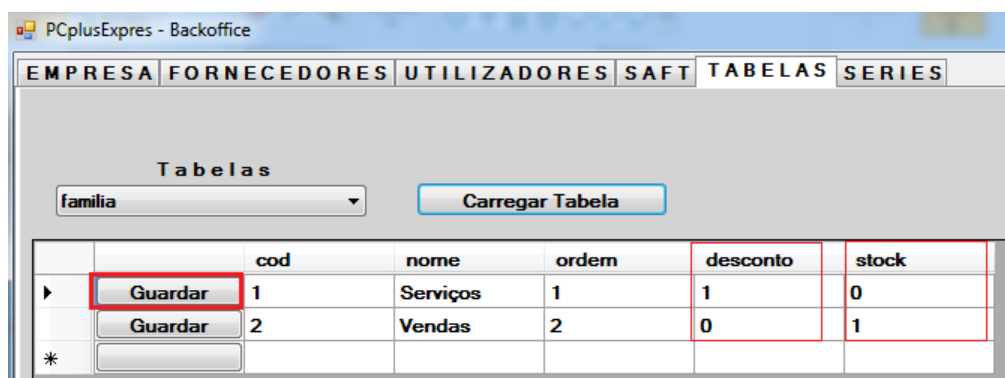 PCplusExpres - Backoffice
EMPRESA FORNECEDORES UTILIZADORES SAFT TABELAS SERIES
Tabelas
familia Carregar Tabela
cod nome ordem desconto stock
Guardar 1 Serviços 1 1 0
Guardar 2 Vendas 2 0 1